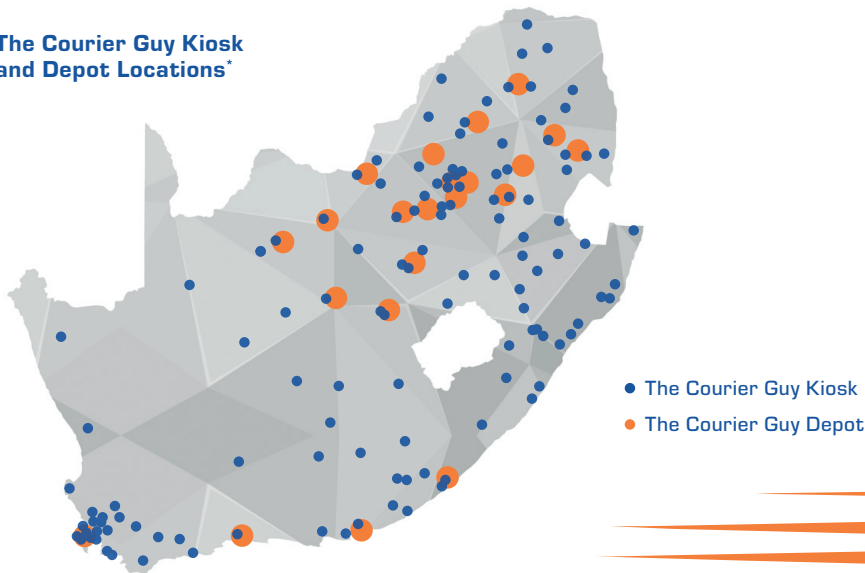 The Courier Guy Kiosk
and Depot Locations*
The Courier Guy Kiosk
The Courier Guy Depot